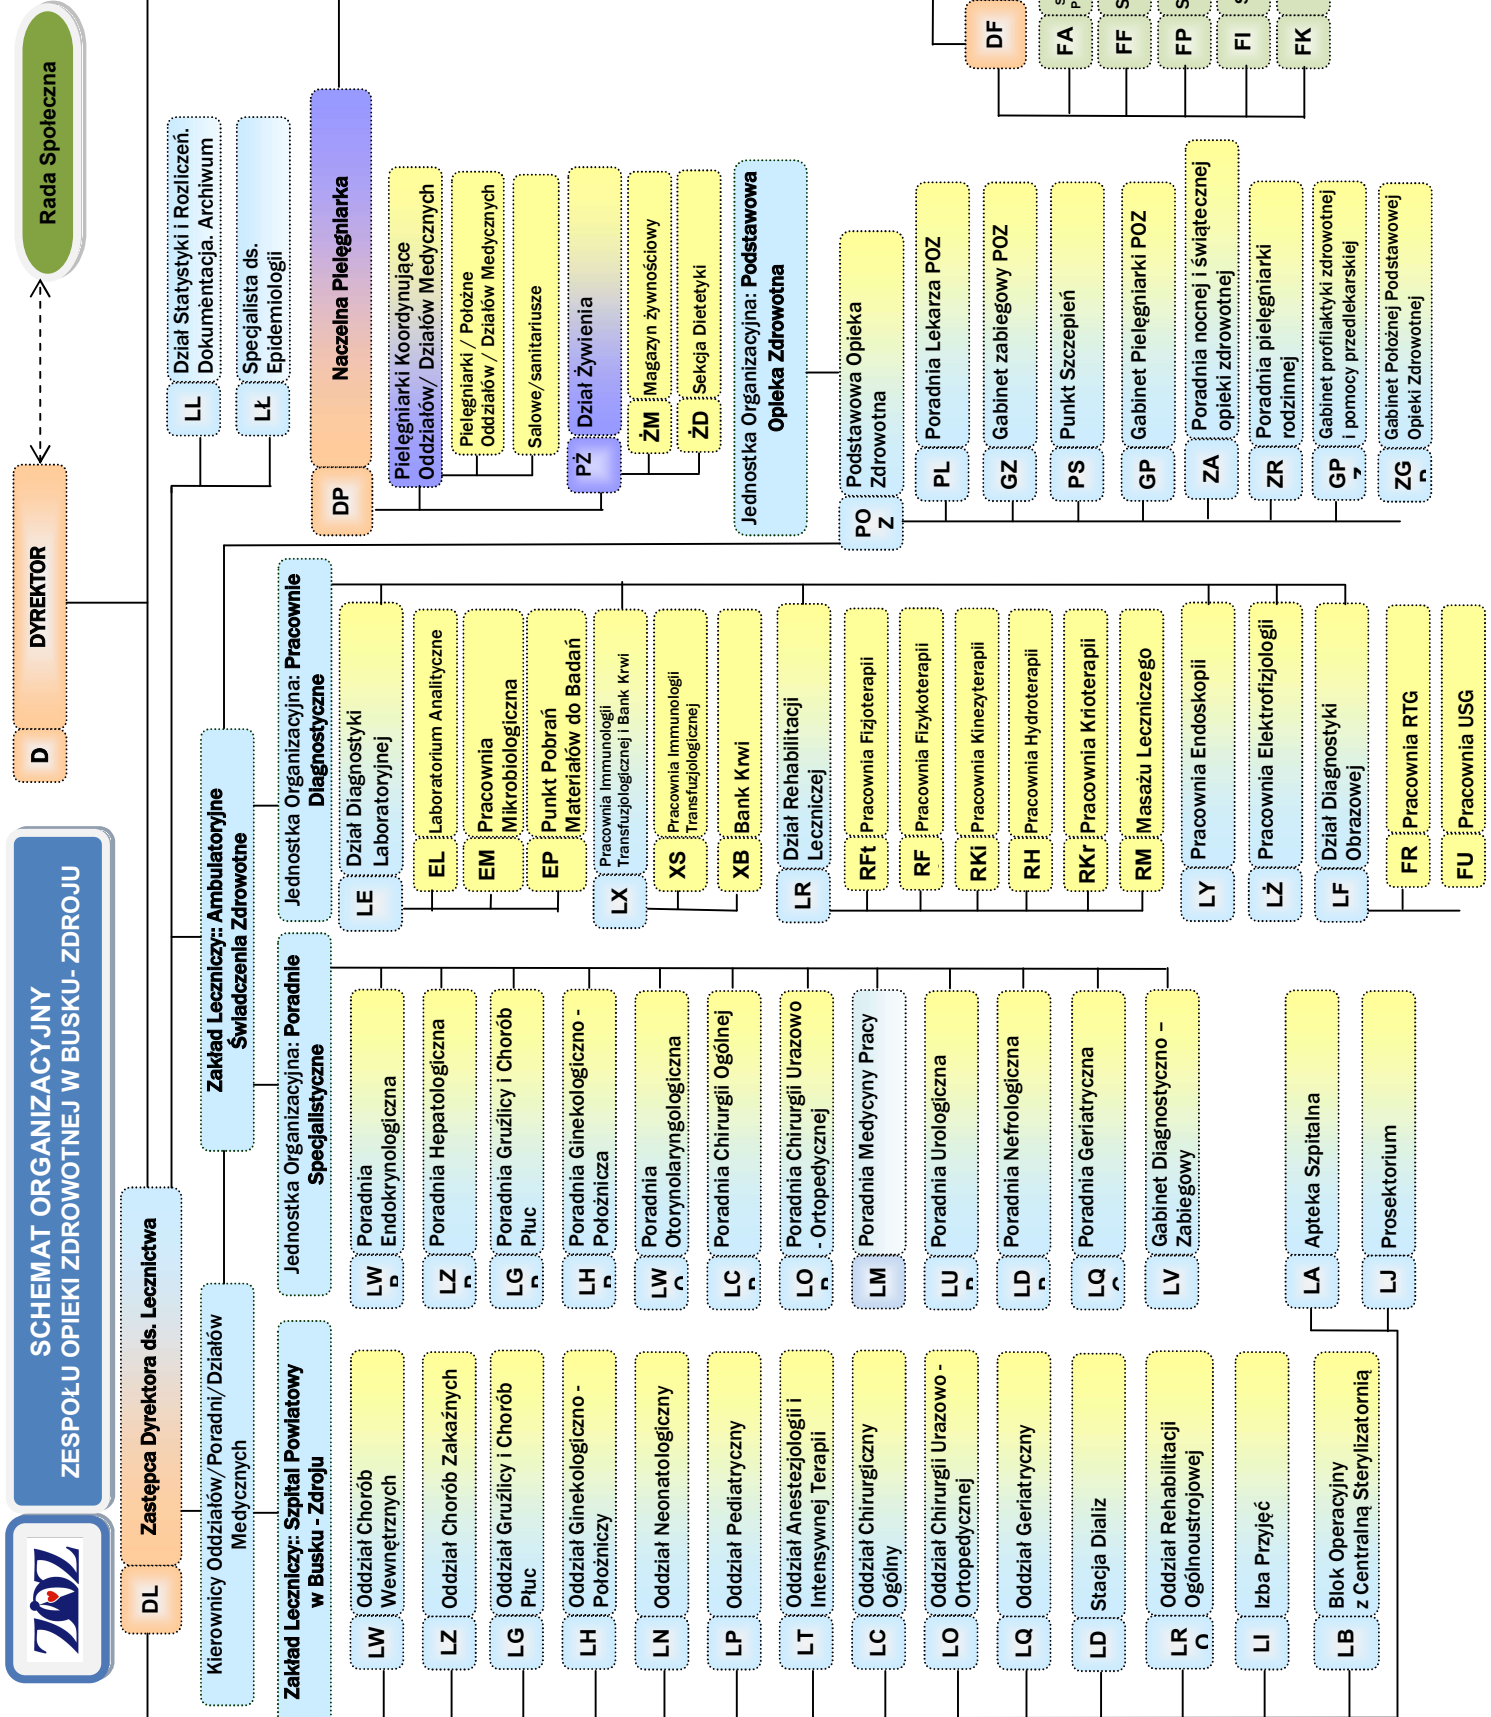 SCHEMAT ORGANIZACYJNY
ZESPOŁU OPIEKI ZDROWOTNEJ W BUSKU- ZDROJU
D
DYREKTOR
Rada Społeczna
DL
Zastępca Dyrektora ds. Lecznictwa
LL
Dział Statystyki i Rozliczeń.
Dokumentacja. Archiwum
LŁ
Specjalista ds.
Epidemiologii
Kierownicy Oddziałów/ Poradni/ Działów
Medycznych
Zakład Leczniczy:: Ambulatoryjne
Świadczenia Zdrowotne
Zakład Leczniczy:: Szpital Powiatowy
w Busku - Zdroju
LW
Oddział Chorób
Wewnętrznych
LZ
Oddział Chorób Zakaźnych
LG
Oddział Gruźlicy i Chorób
Płuc
LH
Oddział Ginekologiczno -
Położniczy
LN
Oddział Neonatologiczny
LP
Oddział Pediatryczny
LT
Oddział Anestezjologii i
Intensywnej Terapii
LC
Oddział Chirurgiczny
Ogólny
LO
Oddział Chirurgii Urazowo -
Ortopedycznej
LQ
Oddział Geriatryczny
LD
Stacja Dializ
LR
Oddział Rehabilitacji
Ogólnoustrojowej
LI
Izba Przyjęć
LB
Blok Operacyjny
z Centralną Sterylizatornią
Jednostka Organizacyjna: Poradnie
Specjalistyczne
LW
Poradnia
Endokrynologiczna
LZ
Poradnia Hepatologiczna
LG
Poradnia Gruźlicy i Chorób
Płuc
LH
Poradnia Ginekologiczno -
Położnicza
LW
Poradnia
Otorynolaryngologiczna
LC
Poradnia Chirurgii Ogólnej
LO
Poradnia Chirurgii Urazowo
- Ortopedycznej
LM
Poradnia Medycyny Pracy
LU
Poradnia Urologiczna
LD
Poradnia Nefrologiczna
LQ
Poradnia Geriatryczna
LV
Gabinet Diagnostyczno –
Zabiegowy
LA
Apteka Szpitalna
LJ
Prosektorium
Jednostka Organizacyjna: Pracownie
Diagnostyczne
LE
Dział Diagnostyki
Laboratoryjnej
EL
Laboratorium Analityczne
EM
Pracownia
Mikrobiologiczna
EP
Punkt Pobrań
Materiałów do Badań
LX
Pracownia Immunologii
Transfuzjologicznej i Bank Krwi
XS
Pracownia Immunologii
Transfuzjologicznej
XB
Bank Krwi
LR
Dział Rehabilitacji
Leczniczej
RFt
Pracownia Fizjoterapii
RF
Pracownia Fizykoterapii
RKi
Pracownia Kinezyterapii
RH
Pracownia Hydroterapii
RKr
Pracownia Krioterapii
RM
Masażu Leczniczego
LY
Pracownia Endoskopii
LŻ
Pracownia Elektrofizjologii
LF
Dział Diagnostyki
Obrazowej
FR
Pracownia RTG
FU
Pracownia USG
DP
Naczelna Pielęgniarka
Pielęgniarki Koordynujące
Oddziałów/ Działów Medycznych
Pielęgniarki / Położne
Oddziałów / Działów Medycznych
Salowe/sanitariusze
PŻ
Dział Żywienia
ŻM
Magazyn żywnościowy
ŻD
Sekcja Dietetyki
Jednostka Organizacyjna: Podstawowa
Opieka Zdrowotna
PO
Z
Podstawowa Opieka
Zdrowotna
PL
Poradnia Lekarza POZ
GZ
Gabinet zabiegowy POZ
PS
Punkt Szczepień
GP
Gabinet Pielęgniarki POZ
ZA
Poradnia nocnej i świątecznej
opieki zdrowotnej
ZR
Poradnia pielęgniarki
rodzinnej
GP
Gabinet profilaktyki zdrowotnej
i pomocy przedlekarskiej
ZG
Gabinet Położnej Podstawowej
Opieki Zdrowotnej
DF
FA
FF
FP
FI
FK